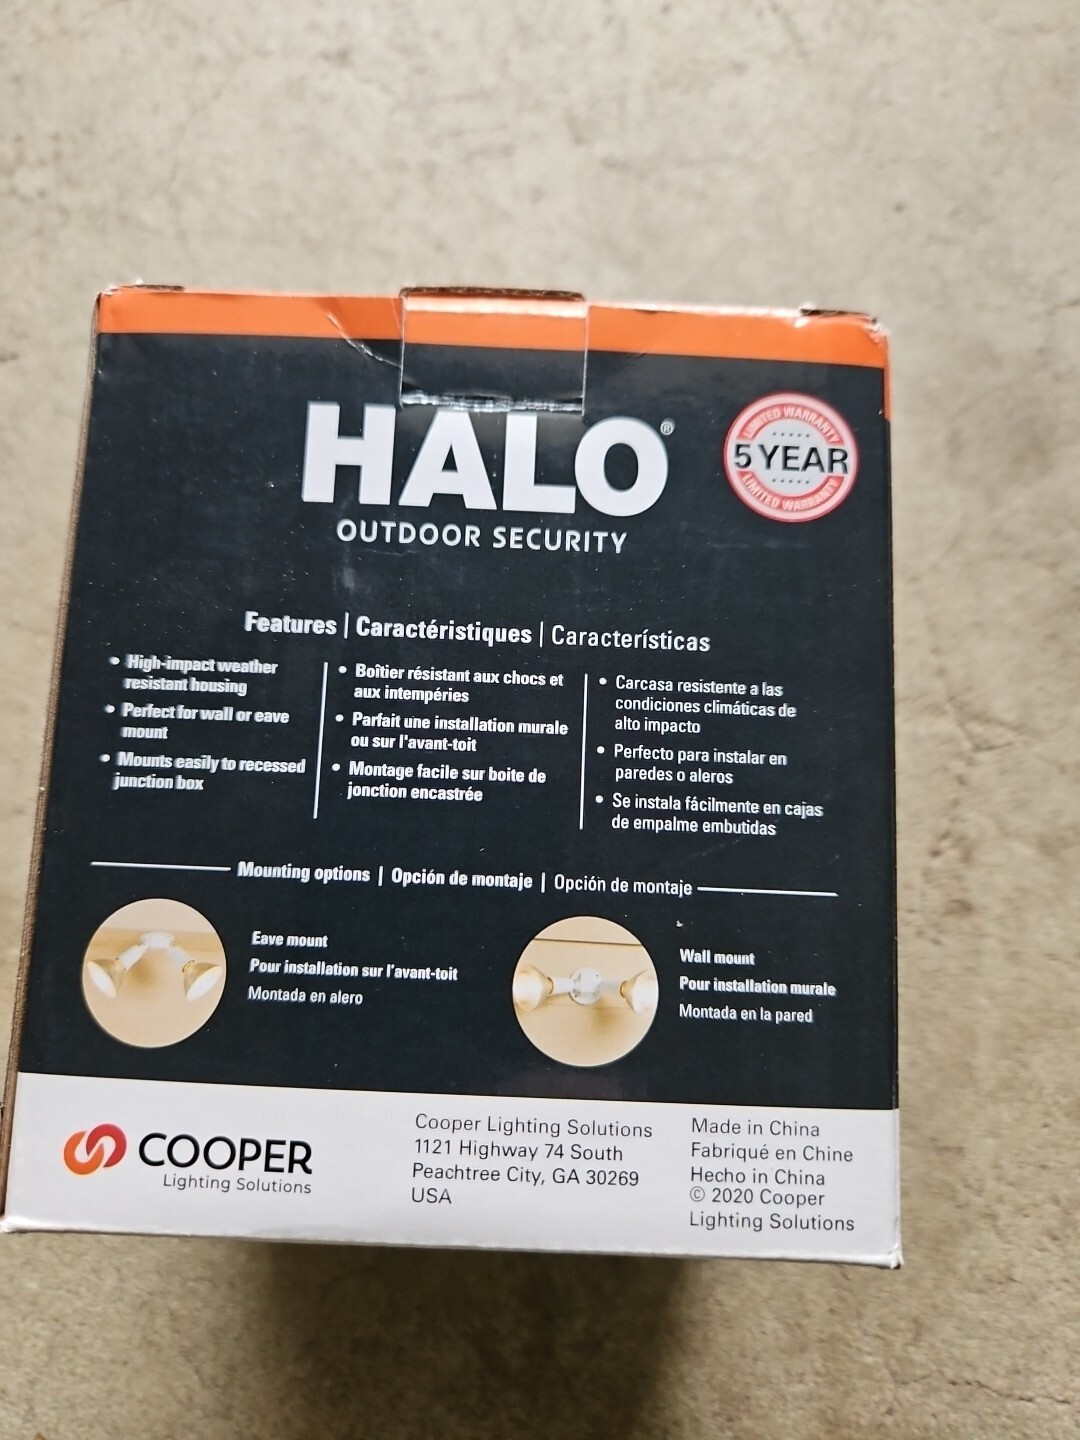 HALO®
OUTDOOR SECURITY
LIMITED WARRANTY
5 YEAR
LIMITED WARRANTY
Features | Caractéristiques | Características
• High-impact weather
resistant housing
• Perfect for wall or eave
mount
• Mounts easily to recessed
junction box
• Boîtier résistant aux chocs et
aux intempéries
• Parfait une installation murale
ou sur l'avant-toit
• Montage facile sur boite de
jonction encastrée
• Carcasa resistente a las
condiciones climáticas de
alto impacto
• Perfecto para instalar en
paredes o aleros
• Se instala fácilmente en cajas
de empalme embutidas
Mounting options | Opción de montaje | Opción de montaje
Eave mount
Pour installation sur l'avant-toit
Montada en alero
Wall mount
Pour installation murale
Montada en la pared
COOPER
Lighting Solutions
Cooper Lighting Solutions
1121 Highway 74 South
Peachtree City, GA 30269
USA
Made in China
Fabriqué en Chine
Hecho in China
© 2020 Cooper
Lighting Solutions